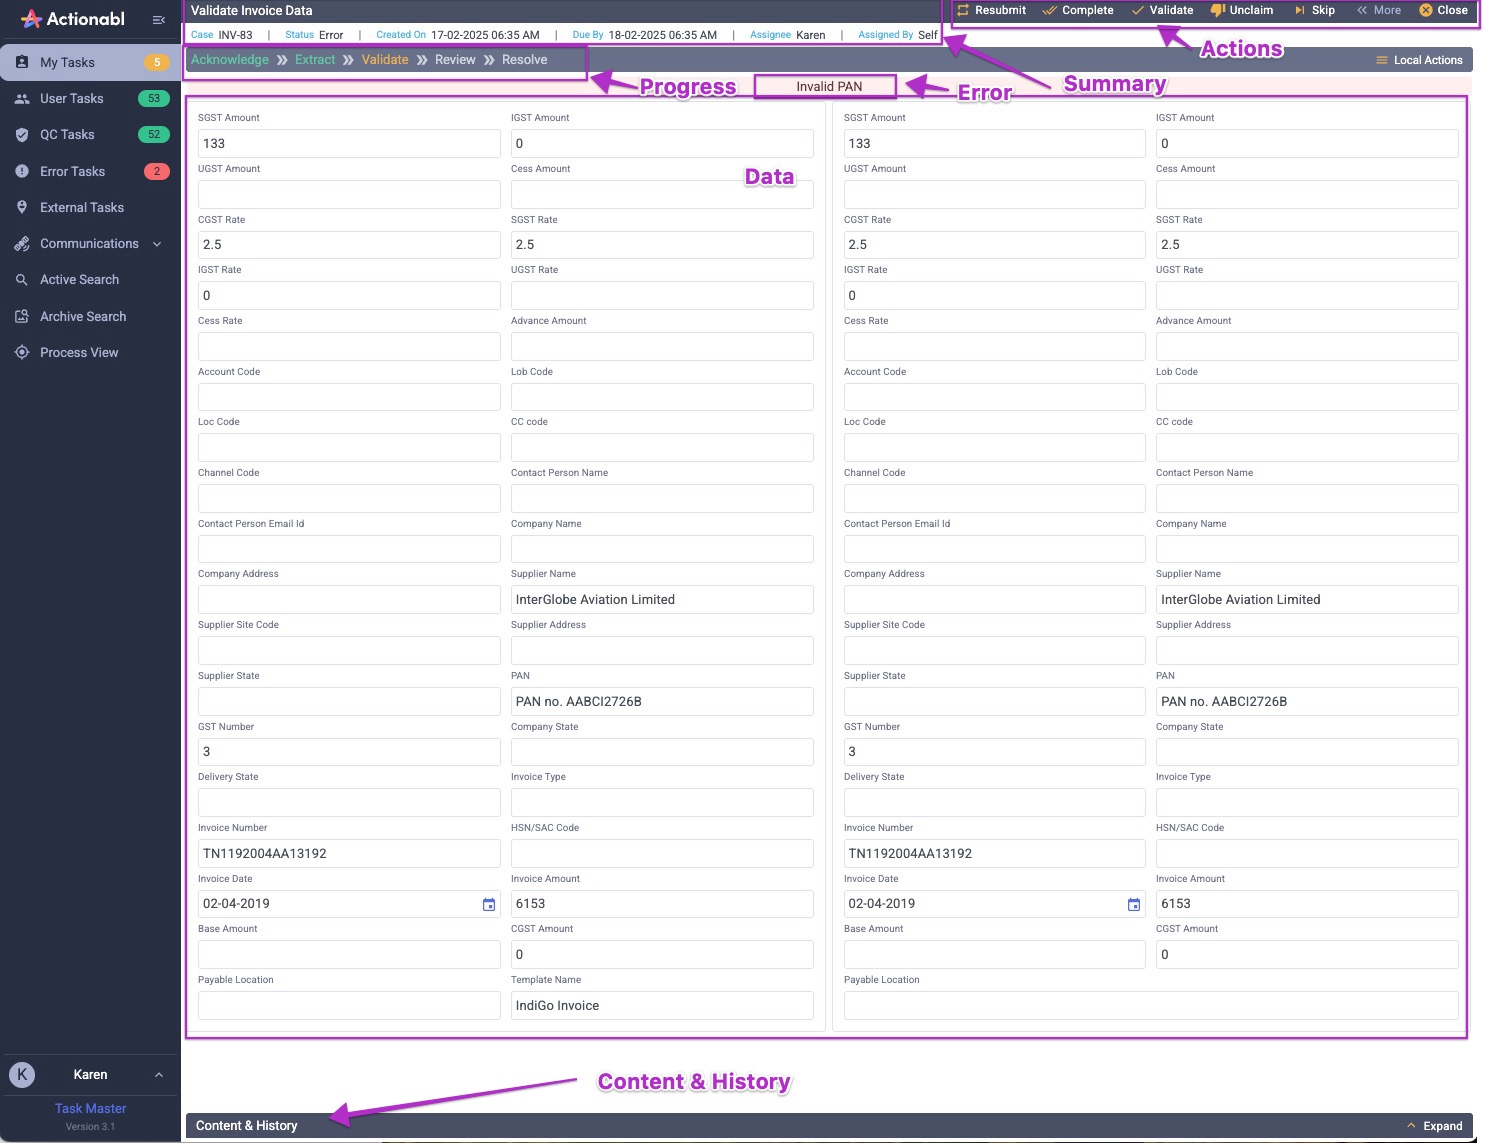 Actionabl
My Tasks 5
User Tasks 53
QC Tasks 52
Error Tasks 2
External Tasks
Communications
Active Search
Archive Search
Process View
K Karen
Task Master
Version 3.1
Validate Invoice Data
Resubmit Complete Validate Unclaim Skip More Close
Case INV-83 | Status Error | Created On 17-02-2025 06:35 AM | Due By 18-02-2025 06:35 AM | Assignee Karen | Assigned By Self
Actions
Acknowledge Extract Validate Review Resolve
Local Actions
Progress
Invalid PAN
Error
Summary
Data
SGST Amount IGST Amount
133 0
UGST Amount Cess Amount
CGST Rate SGST Rate
2.5 2.5
IGST Rate UGST Rate
0
Cess Rate Advance Amount
Account Code Lob Code
Loc Code CC code
Channel Code Contact Person Name
Contact Person Email Id Company Name
Company Address Supplier Name
InterGlobe Aviation Limited
Supplier Site Code Supplier Address
Supplier State PAN
PAN no. AABCI2726B
GST Number Company State
3
Delivery State Invoice Type
Invoice Number HSN/SAC Code
TN1192004AA13192
Invoice Date Invoice Amount
02-04-2019 6153
Base Amount CGST Amount
0
Payable Location Template Name
IndiGo Invoice
SGST Amount IGST Amount
133 0
UGST Amount Cess Amount
CGST Rate SGST Rate
2.5 2.5
IGST Rate UGST Rate
0
Cess Rate Advance Amount
Account Code Lob Code
Loc Code CC code
Channel Code Contact Person Name
Contact Person Email Id Company Name
Company Address Supplier Name
InterGlobe Aviation Limited
Supplier Site Code Supplier Address
Supplier State PAN
PAN no. AABCI2726B
GST Number Company State
3
Delivery State Invoice Type
Invoice Number HSN/SAC Code
TN1192004AA13192
Invoice Date Invoice Amount
02-04-2019 6153
Base Amount CGST Amount
0
Payable Location
Content & History
Content & History Expand